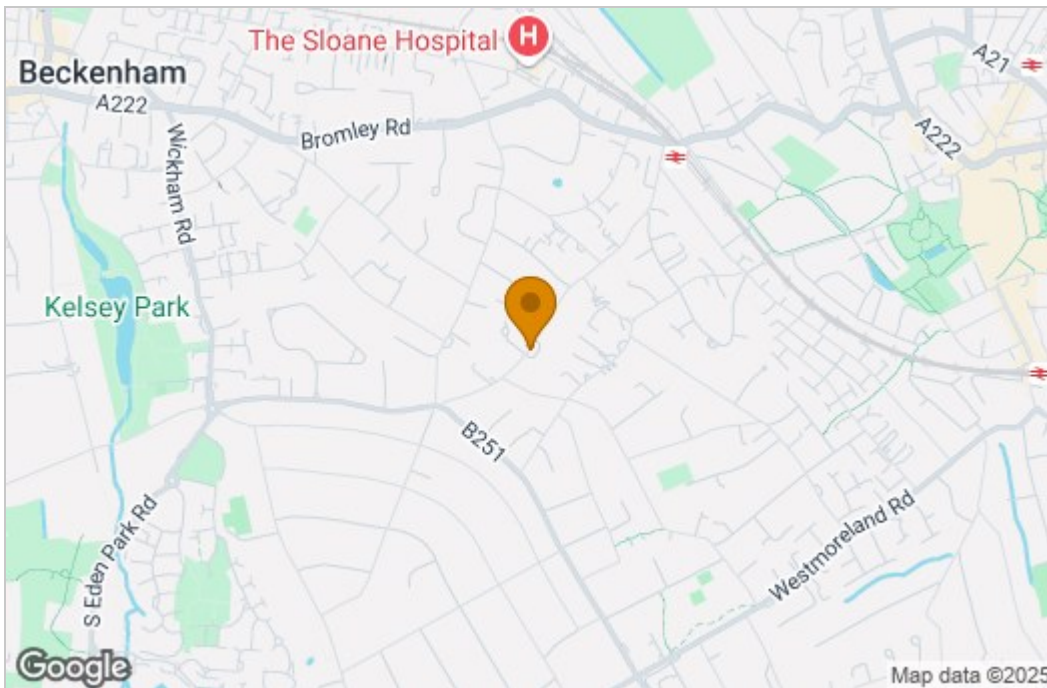 The Sloane Hospital
H
Beckenham
A222
A21
Bromley Rd
A222
Wickham Rd
Kelsey Park
B251
S Eden Park Rd
Westmoreland Rd
Google
Map data ©2025